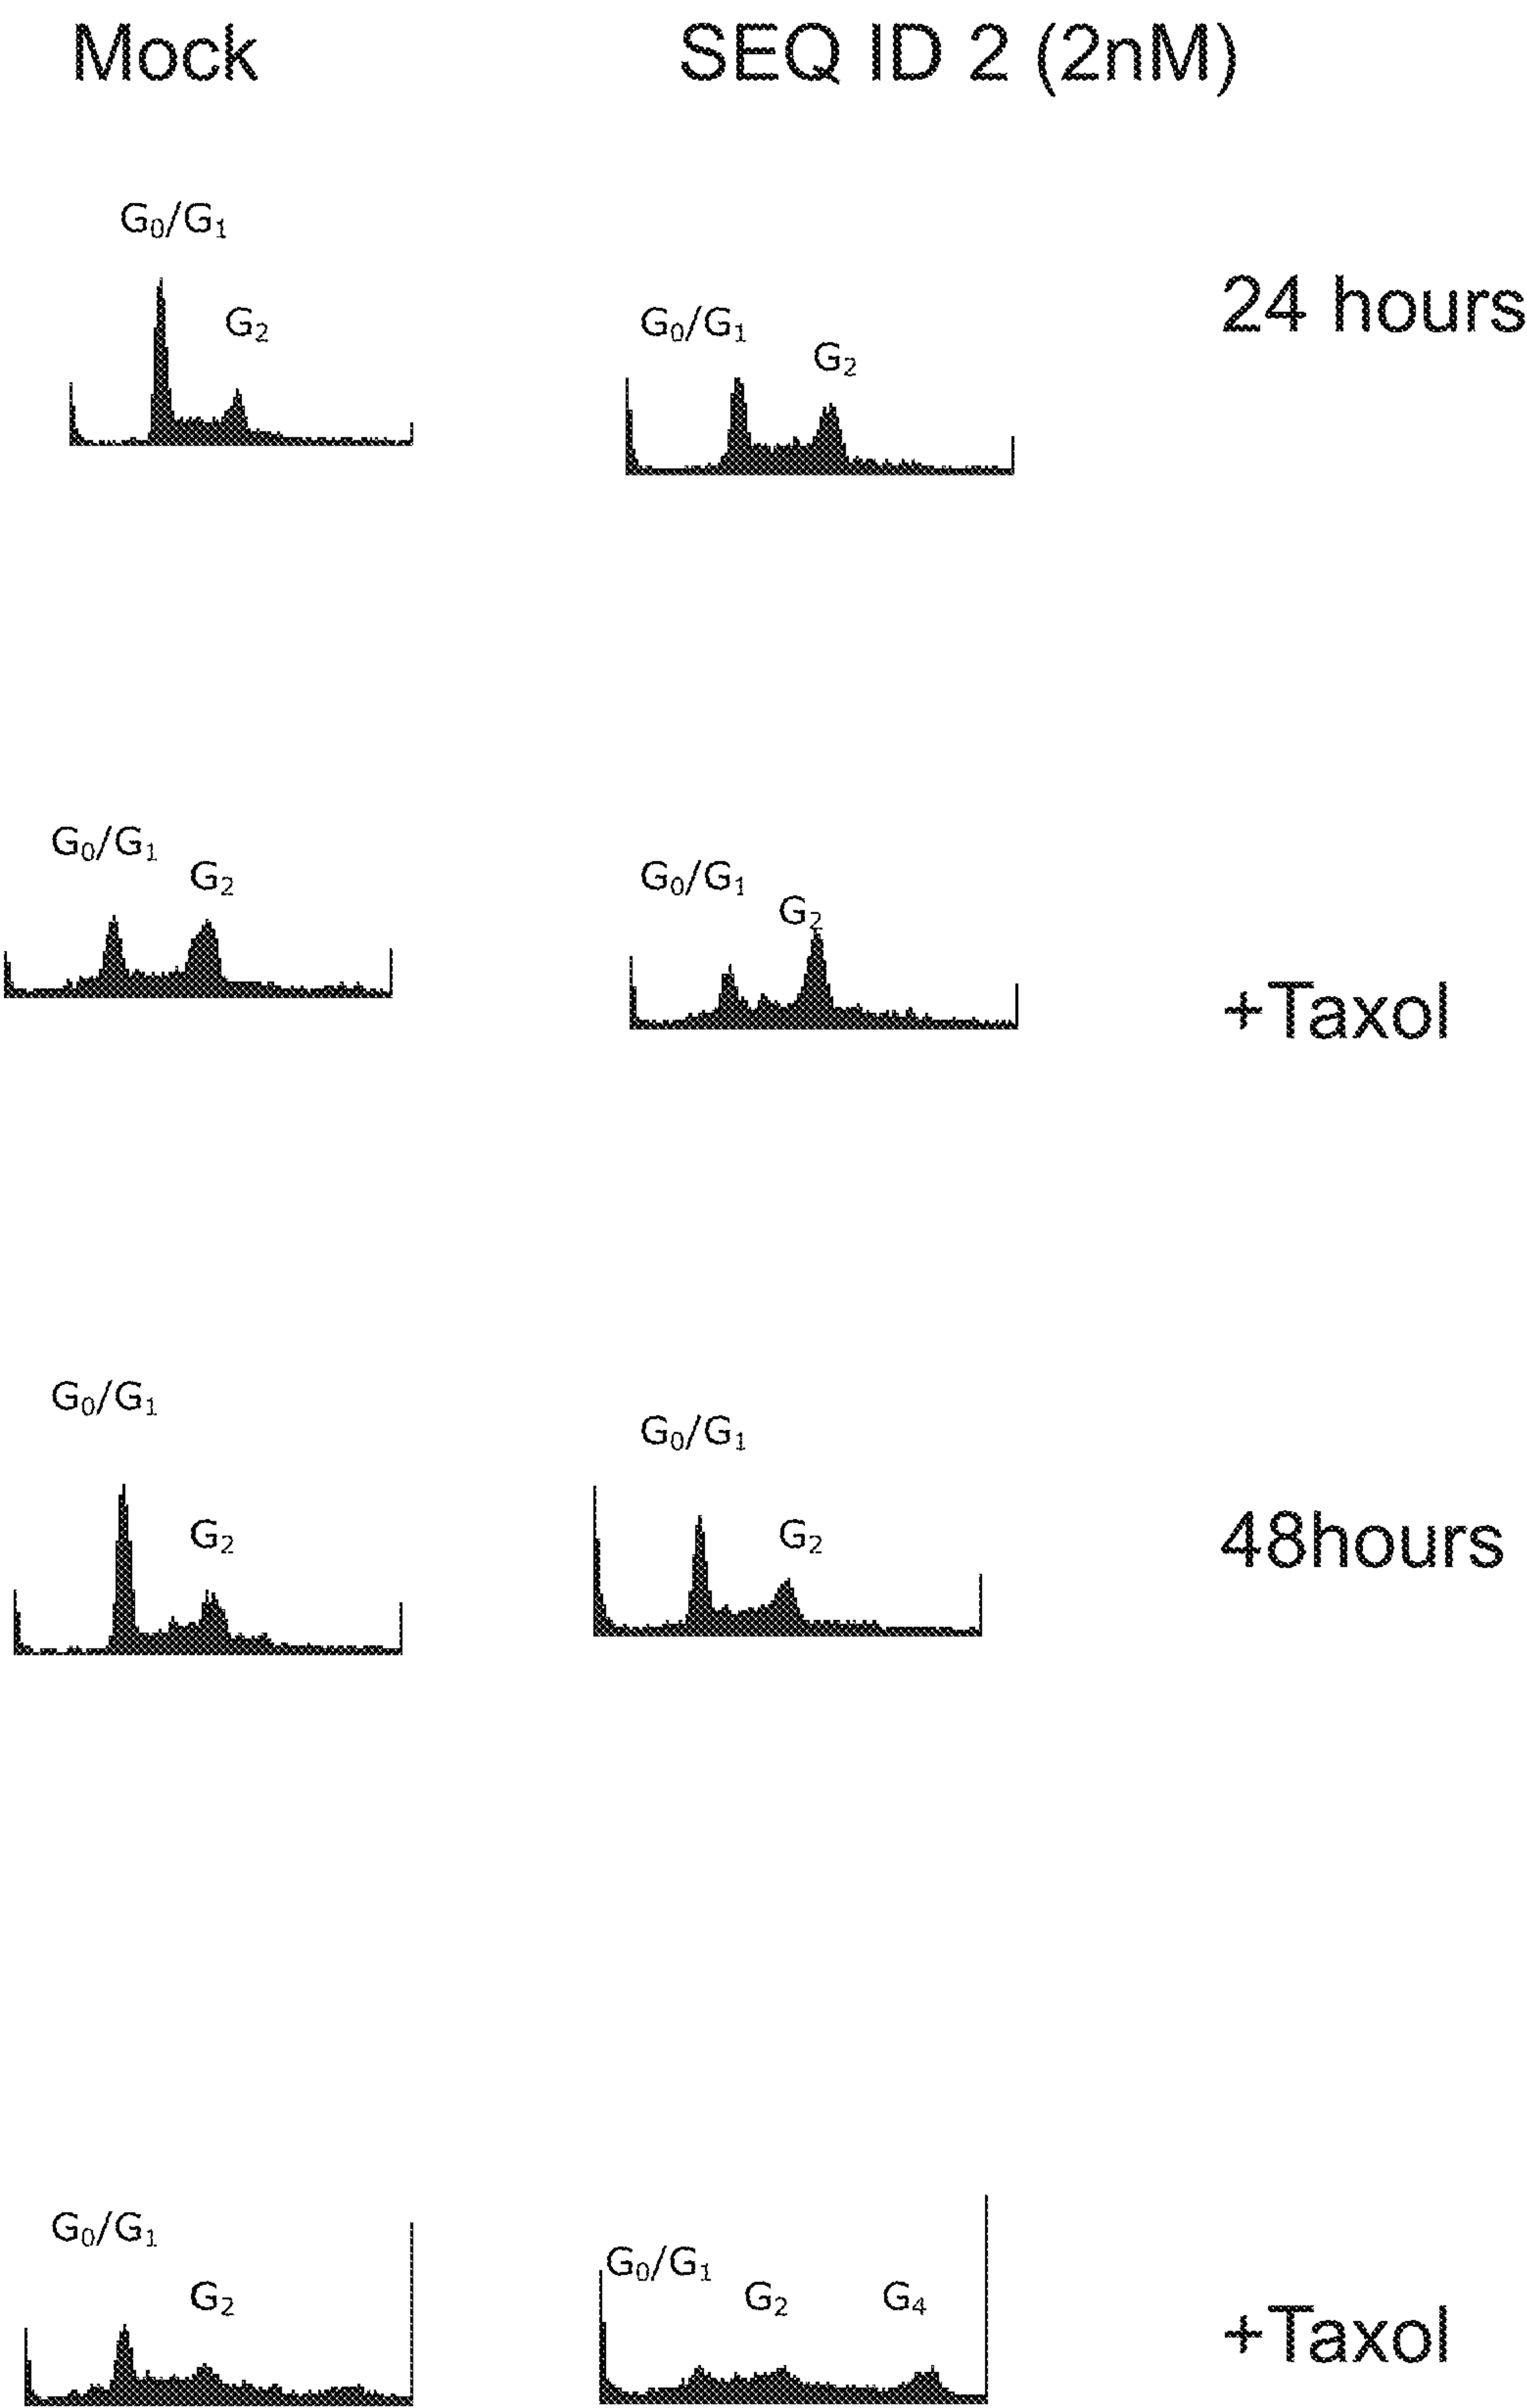 Mock SEQ ID 2 (2nM)
G₀/G₁
G₂
G₀/G₁
G₂
24 hours
G₀/G₁
G₂
G₀/G₁
G₂
+Taxol
G₀/G₁
G₂
G₀/G₁
G₂
48hours
G₀/G₁
G₂
G₀/G₁
G₂
G₄
+Taxol